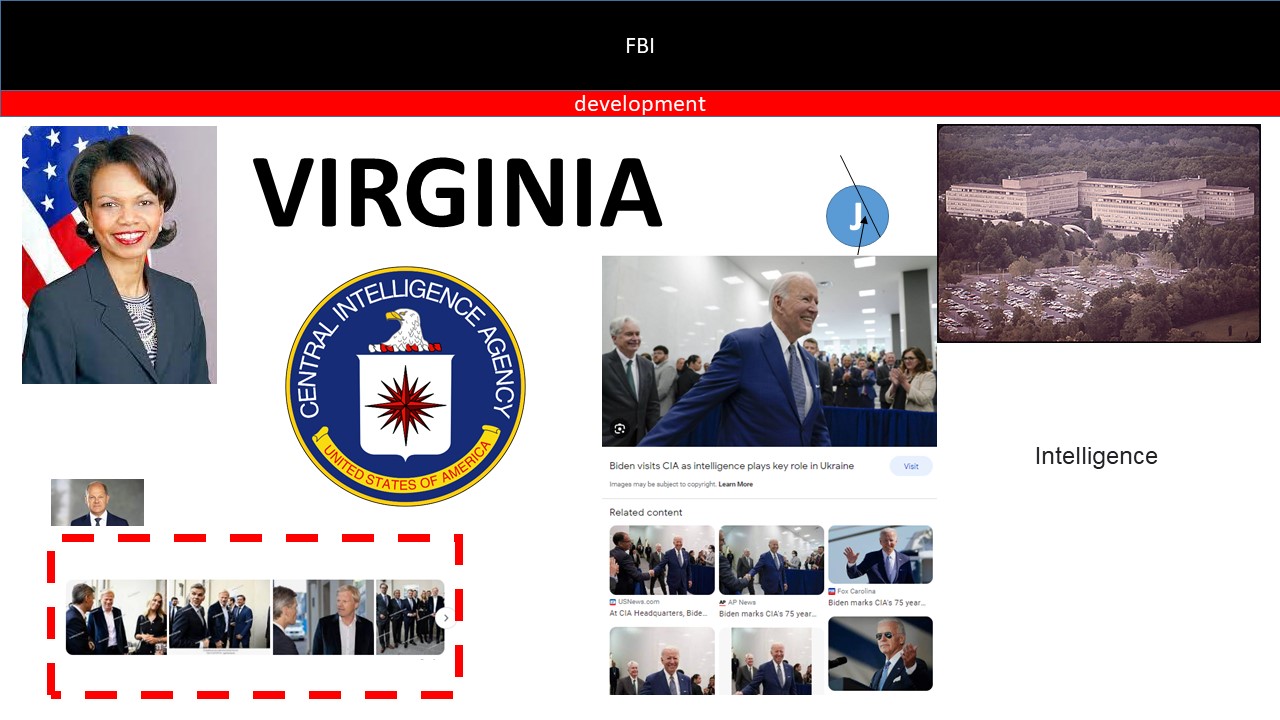 FBI
development
VIRGINIA
J
CENTRAL INTELLIGENCE AGENCY
UNITED STATES OF AMERICA
Biden visits CIA as intelligence plays key role in Ukraine
Visit
Images may be subject to copyright. Learn More
Related content
USNews.com
At CIA Headquarters, Bide...
AP News
Biden marks CIA's 75 year...
Fox Carolina
Biden marks CIA's 75 year...
Intelligence